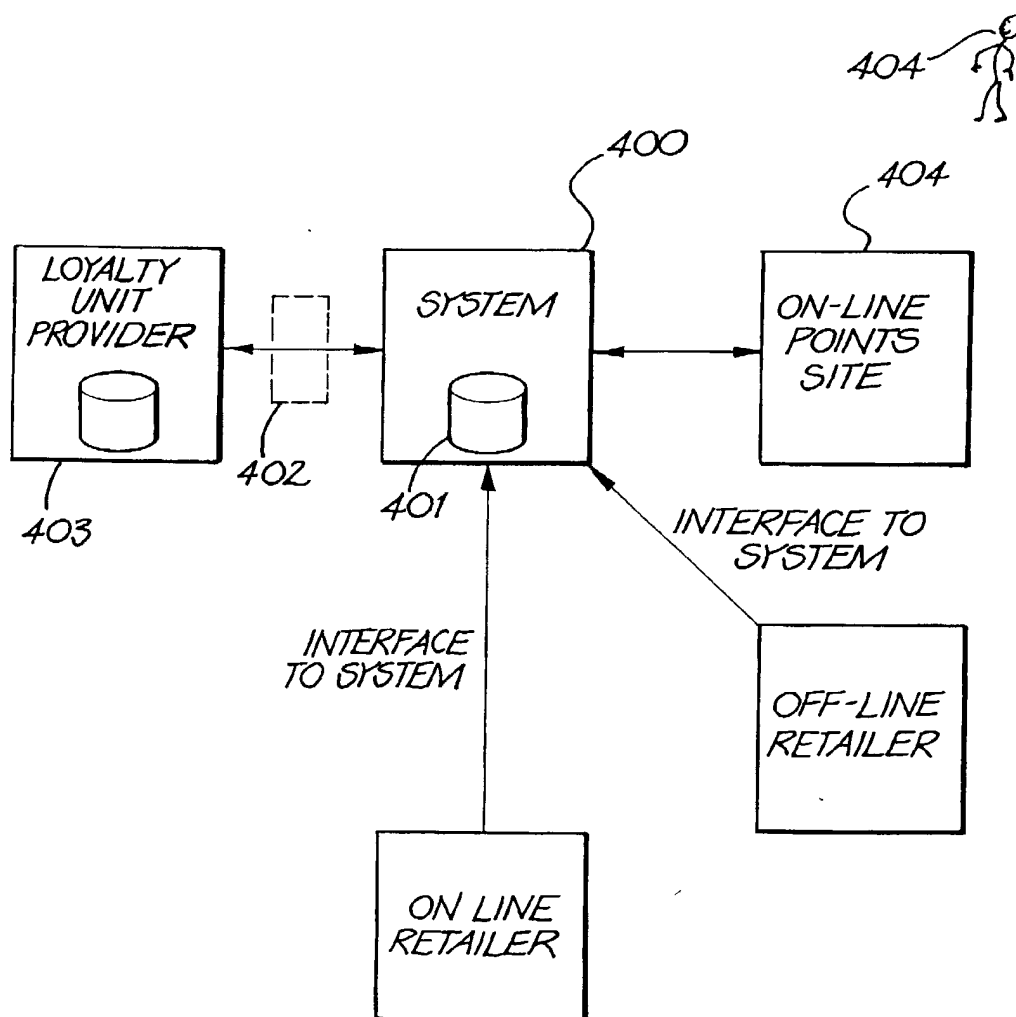 404
400
404
LOYALTY
UNIT
PROVIDER
SYSTEM
ON-LINE
POINTS
SITE
402
401
403
INTERFACE TO
SYSTEM
INTERFACE
TO SYSTEM
OFF-LINE
RETAILER
ON LINE
RETAILER